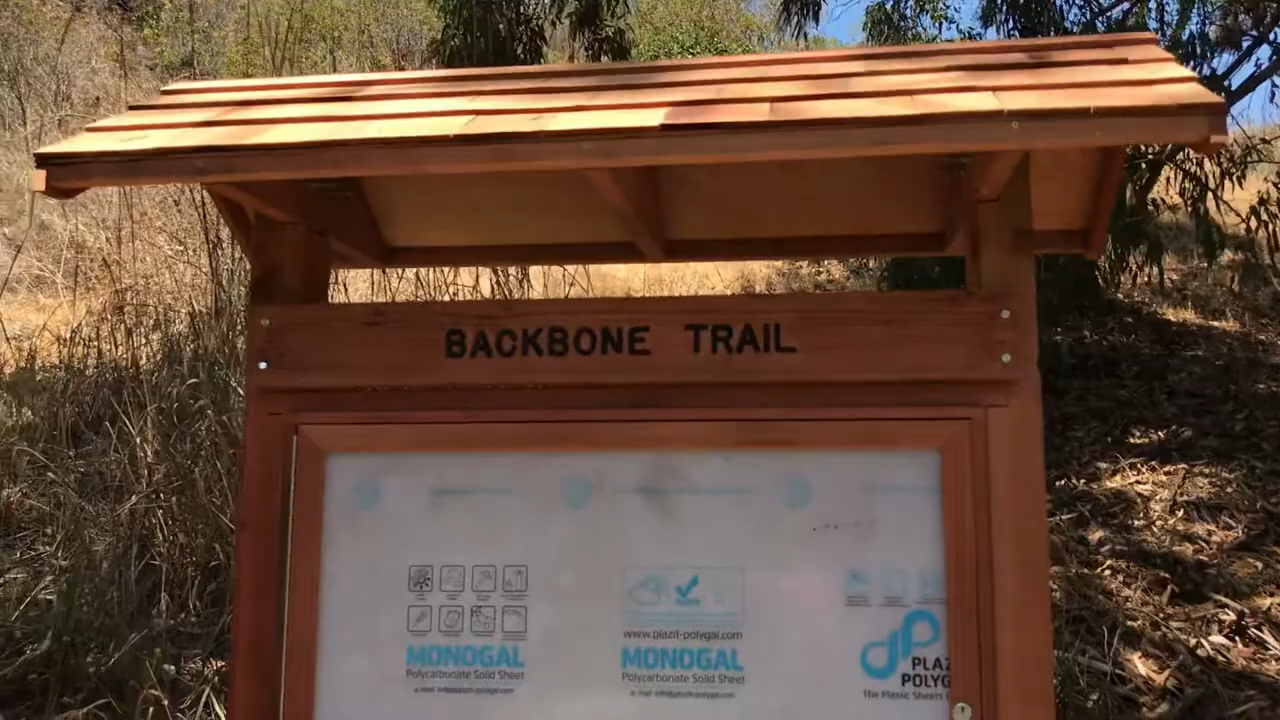 BACKBONE TRAIL
www.plazit-polygal.com
MONOGAL
Polycarbonate Solid Sheet
MONOGAL
Polycarbonate Solid Sheet
PLAZ
POLYG
The Plastic Sheets